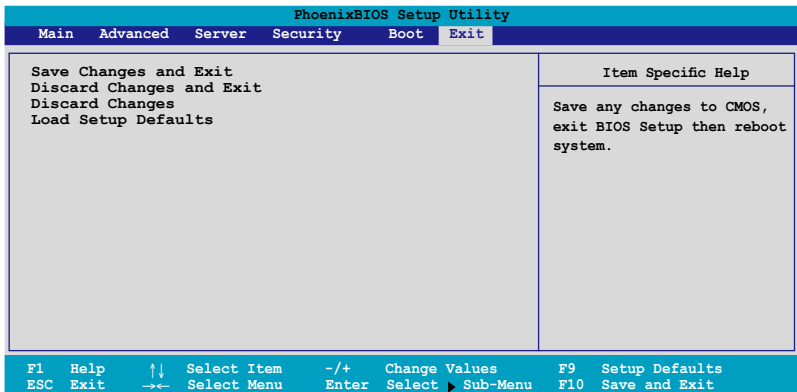 PhoenixBIOS Setup Utility
Main Advanced Server Security Boot Exit
Save Changes and Exit
Discard Changes and Exit
Discard Changes
Load Setup Defaults
Item Specific Help
Save any changes to CMOS,
exit BIOS Setup then reboot
system.
F1 Help ↑↓ Select Item -/+ Change Values F9 Setup Defaults
ESC Exit →← Select Menu Enter Select ▶ Sub-Menu F10 Save and Exit